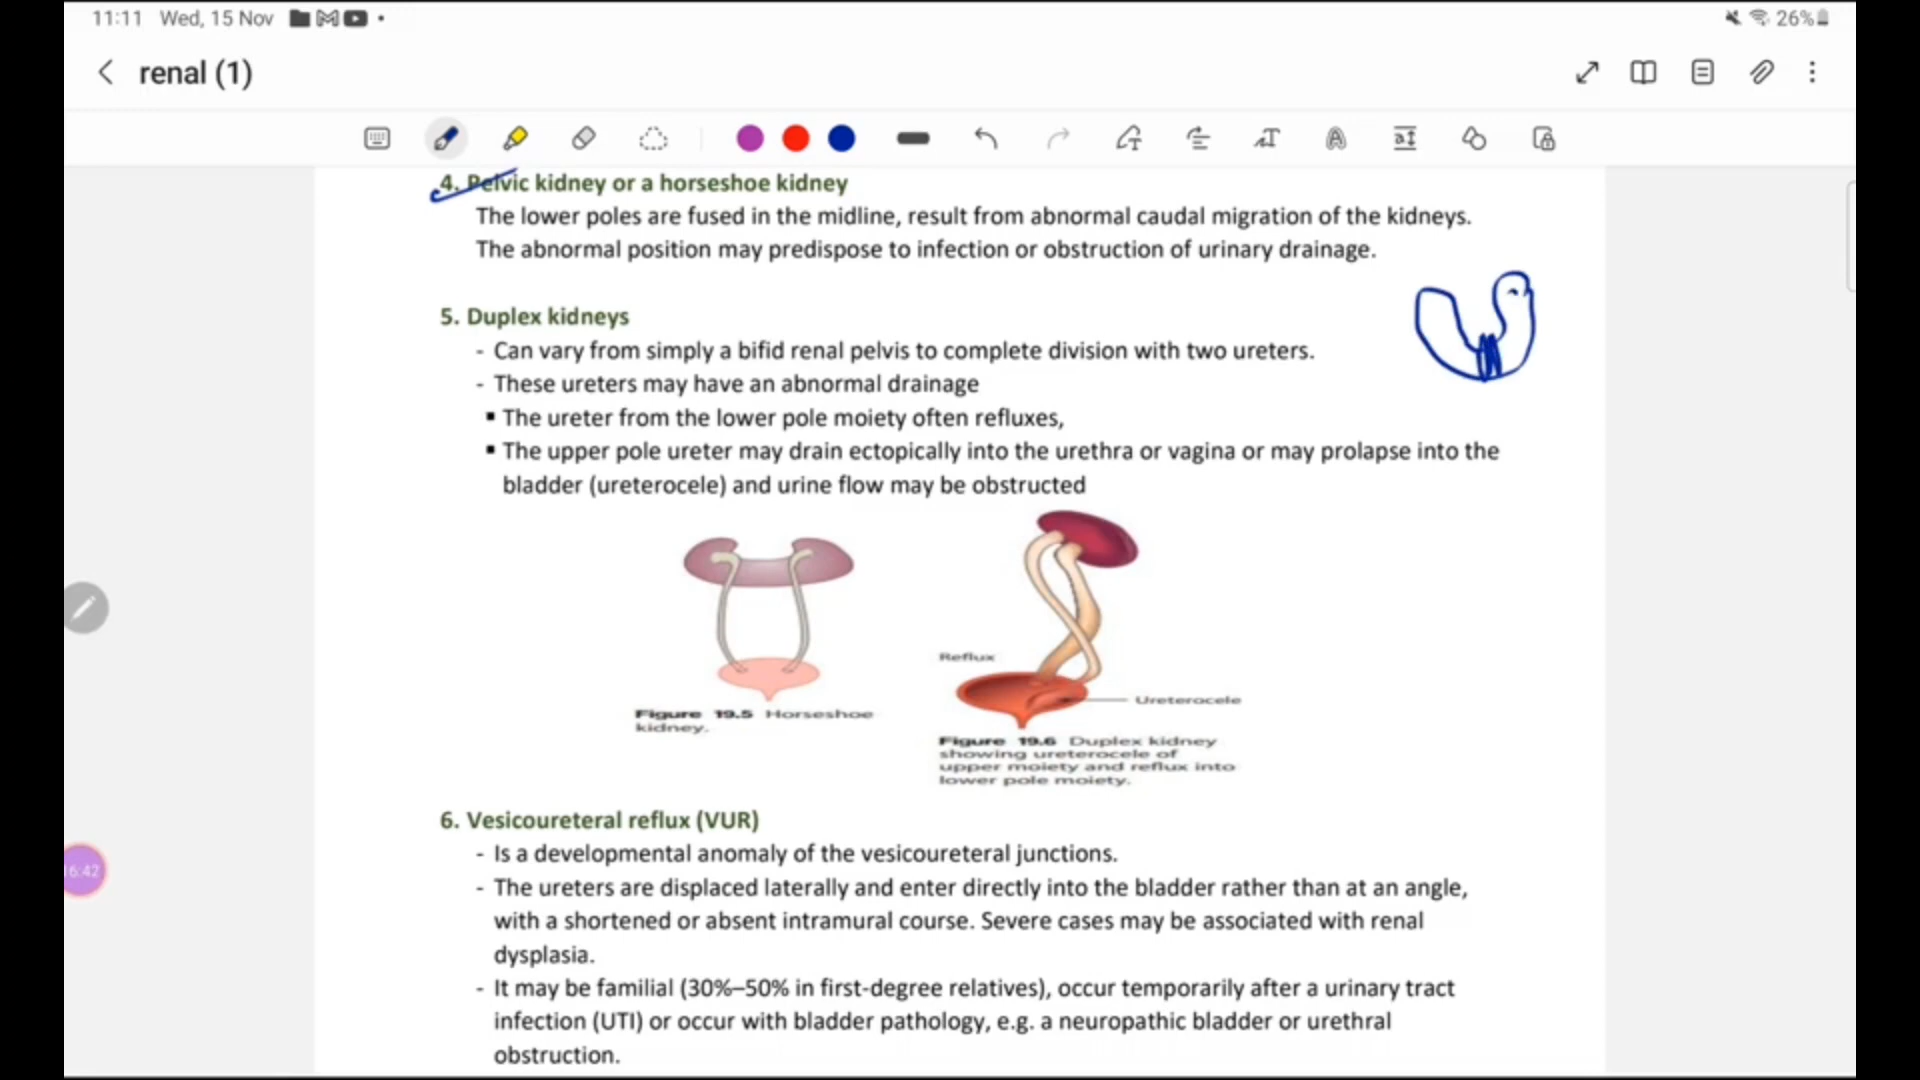 11:11 Wed, 15 Nov
26%
renal (1)
4. Pelvic kidney or a horseshoe kidney
The lower poles are fused in the midline, result from abnormal caudal migration of the kidneys.
The abnormal position may predispose to infection or obstruction of urinary drainage.
5. Duplex kidneys
- Can vary from simply a bifid renal pelvis to complete division with two ureters.
- These ureters may have an abnormal drainage
▪ The ureter from the lower pole moiety often refluxes,
▪ The upper pole ureter may drain ectopically into the urethra or vagina or may prolapse into the
bladder (ureterocele) and urine flow may be obstructed
Reflux
Ureterocele
Figure 19.5 Horseshoe
kidney.
Figure 19.6 Duplex kidney
showing ureterocele of
upper moiety and reflux into
lower pole moiety.
6. Vesicoureteral reflux (VUR)
- Is a developmental anomaly of the vesicoureteral junctions.
- The ureters are displaced laterally and enter directly into the bladder rather than at an angle,
with a shortened or absent intramural course. Severe cases may be associated with renal
dysplasia.
16:42
- It may be familial (30%–50% in first-degree relatives), occur temporarily after a urinary tract
infection (UTI) or occur with bladder pathology, e.g. a neuropathic bladder or urethral
obstruction.